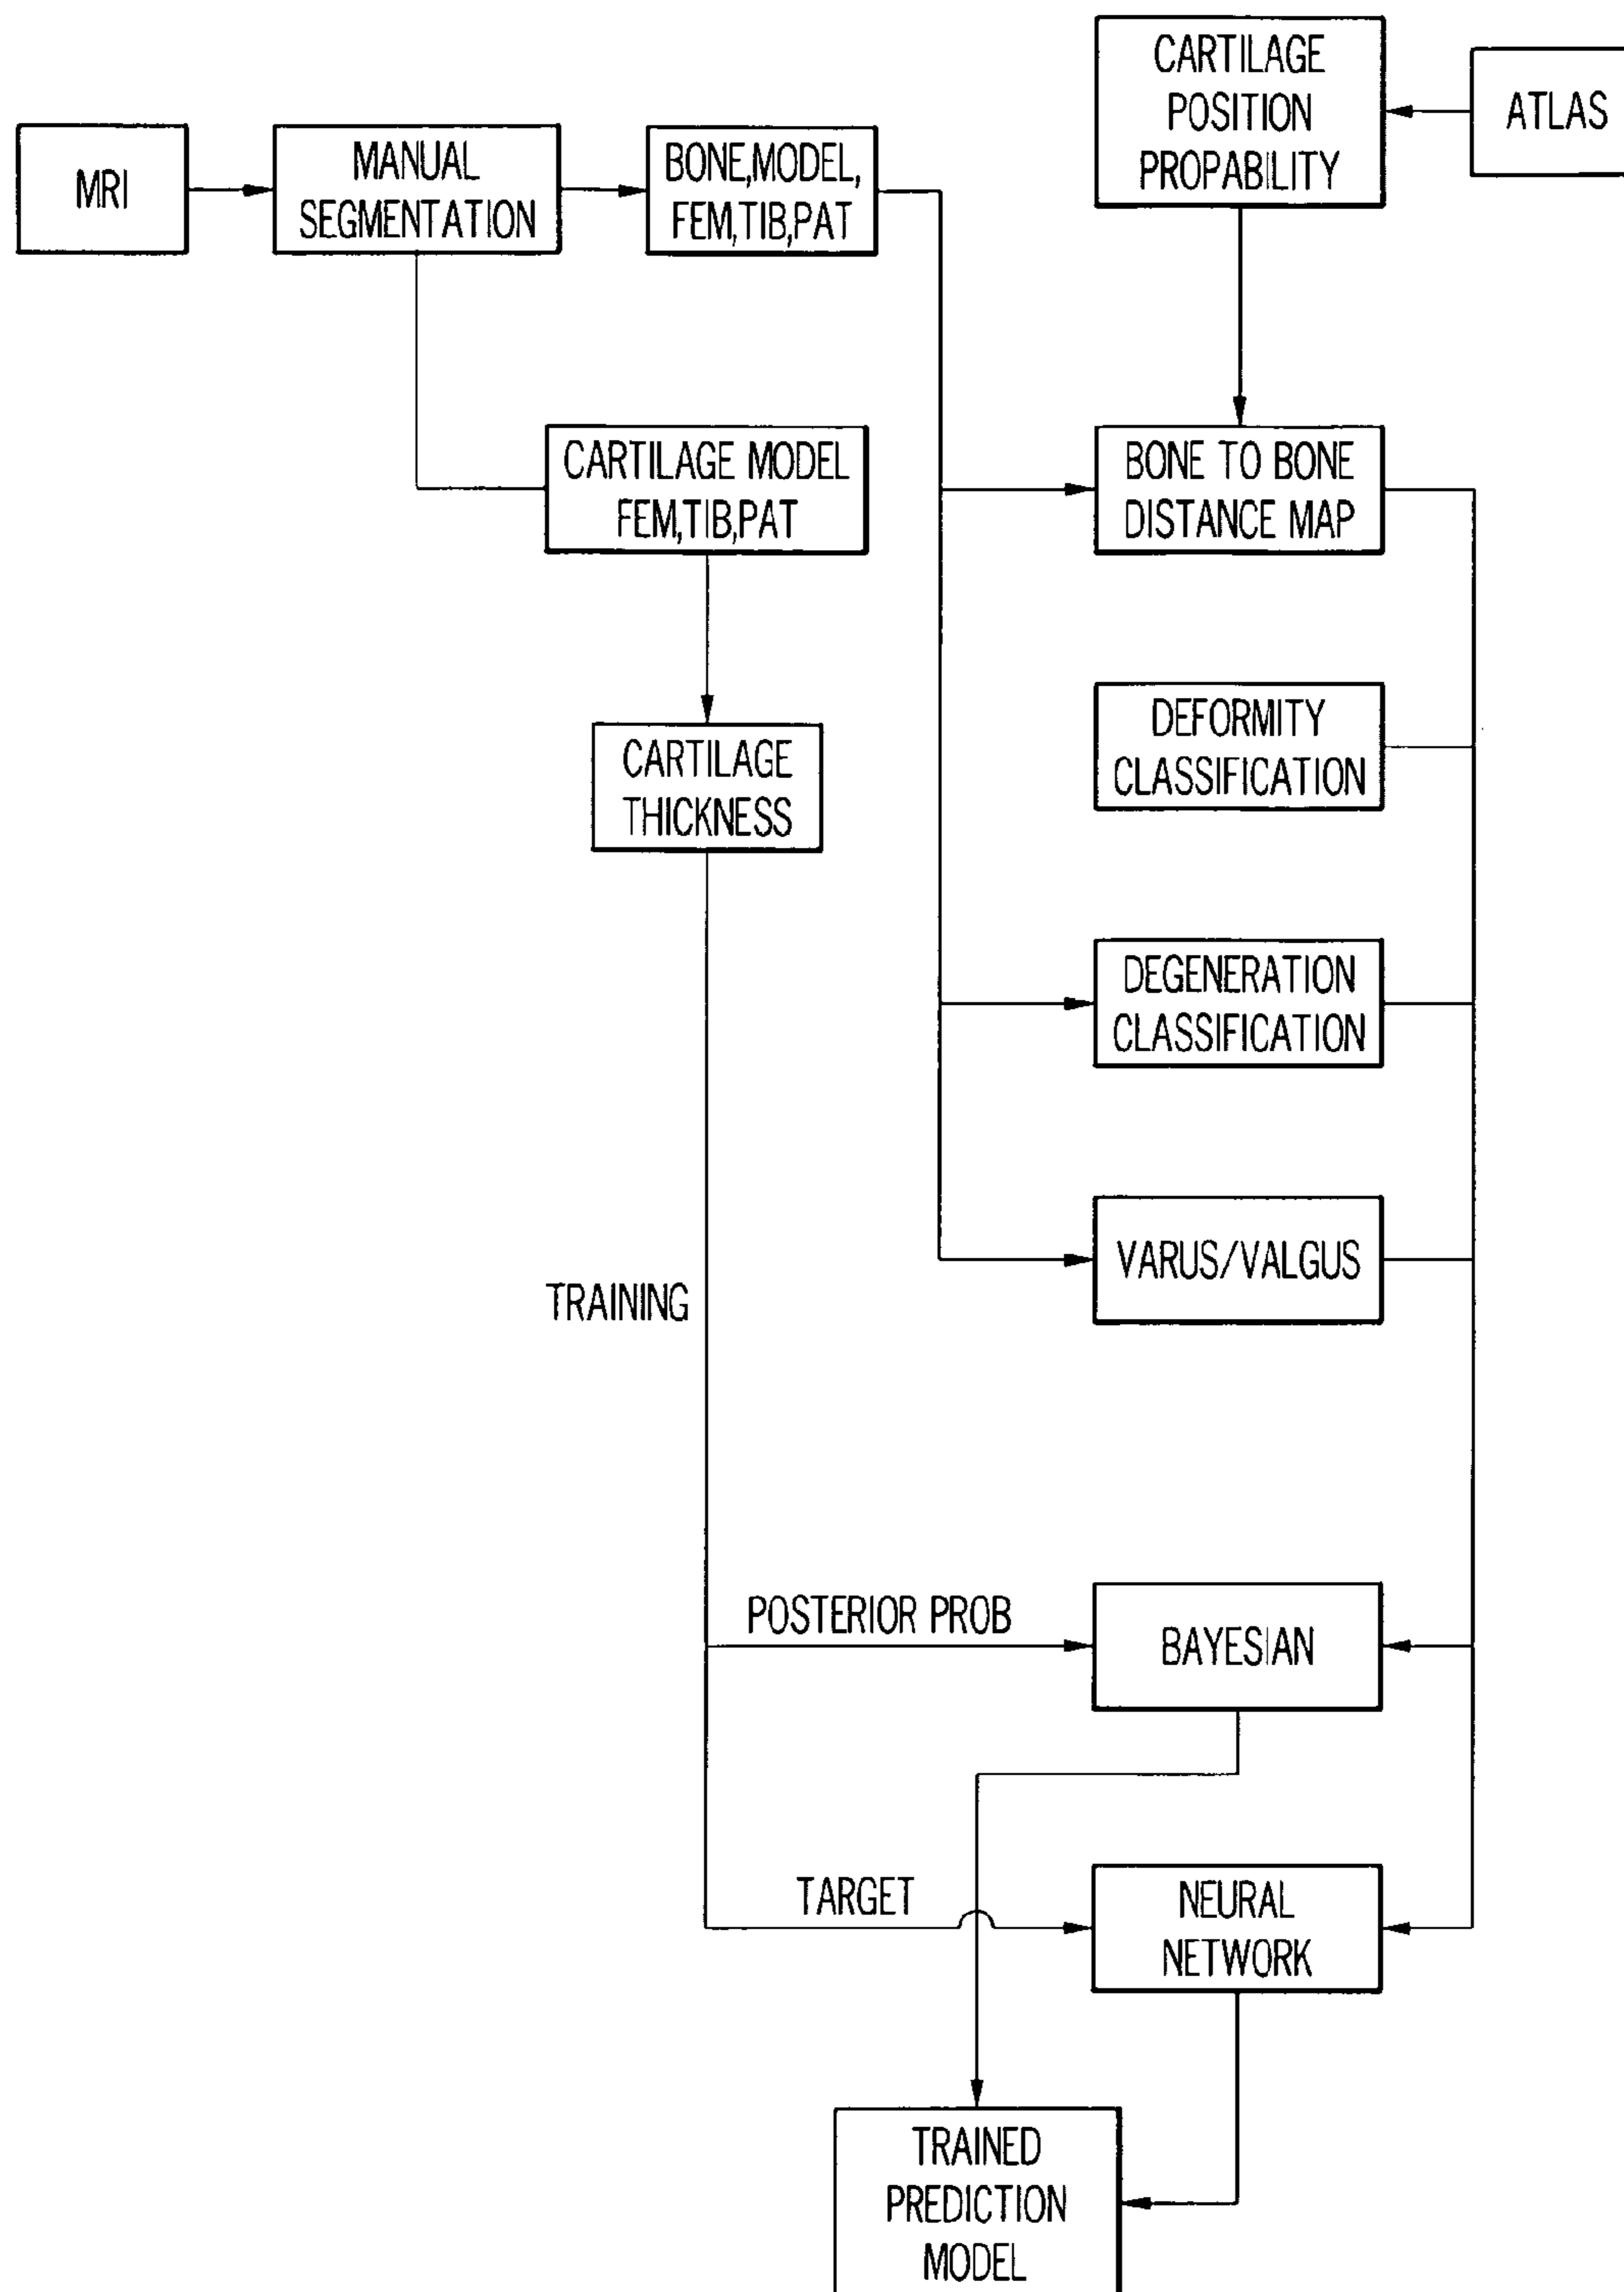 CARTILAGE
POSITION
PROPABILITY
ATLAS
MRI
MANUAL
SEGMENTATION
BONE,MODEL,
FEM,TIB,PAT
CARTILAGE MODEL
FEM,TIB,PAT
BONE TO BONE
DISTANCE MAP
CARTILAGE
THICKNESS
DEFORMITY
CLASSIFICATION
DEGENERATION
CLASSIFICATION
VARUS/VALGUS
TRAINING
POSTERIOR PROB
BAYESIAN
TARGET
NEURAL
NETWORK
TRAINED
PREDICTION
MODEL